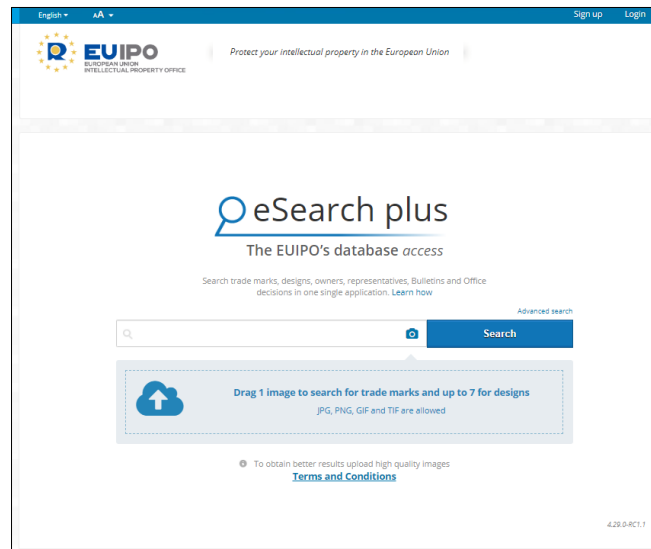 English
AA
Sign up
Login
EUIPO
EUROPEAN UNION
INTELLECTUAL PROPERTY OFFICE
Protect your intellectual property in the European Union
eSearch plus
The EUIPO's database access
Search trade marks, designs, owners, representatives, Bulletins and Office
decisions in one single application. Learn how
Advanced search
Search
Drag 1 image to search for trade marks and up to 7 for designs
JPG, PNG, GIF and TIF are allowed
To obtain better results upload high quality images
Terms and Conditions
4.29.0-RC1.1